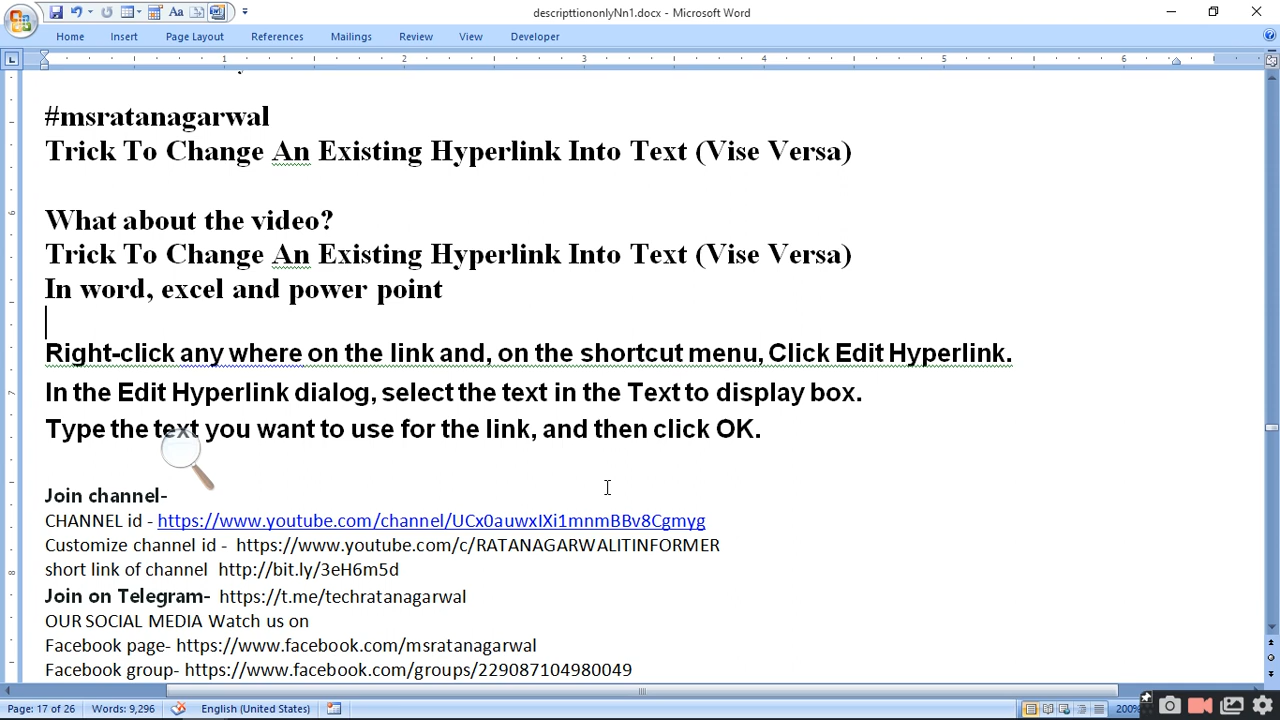 descripttiononlyNn1.docx - Microsoft Word
Home Insert Page Layout References Mailings Review View Developer
1 2 3 4 5 6
#msratanagarwal
Trick To Change An Existing Hyperlink Into Text (Vise Versa)
What about the video?
Trick To Change An Existing Hyperlink Into Text (Vise Versa)
In word, excel and power point
Right-click any where on the link and, on the shortcut menu, Click Edit Hyperlink.
In the Edit Hyperlink dialog, select the text in the Text to display box.
Type the text you want to use for the link, and then click OK.
Join channel-
CHANNEL id - https://www.youtube.com/channel/UCx0auwxIXi1mnmBBv8Cgmyg
Customize channel id - https://www.youtube.com/c/RATANAGARWALITINFORMER
short link of channel http://bit.ly/3eH6m5d
Join on Telegram- https://t.me/techratanagarwal
OUR SOCIAL MEDIA Watch us on
Facebook page- https://www.facebook.com/msratanagarwal
Facebook group- https://www.facebook.com/groups/229087104980049
Page: 17 of 26 Words: 9,296 English (United States) 200%